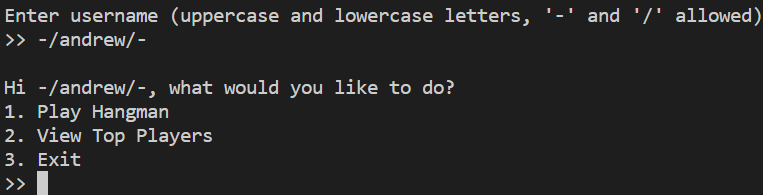 Enter username (uppercase and lowercase letters, '-' and '/' allowed)
>> -/andrew/-
Hi -/andrew/-, what would you like to do?
1. Play Hangman
2. View Top Players
3. Exit
>>